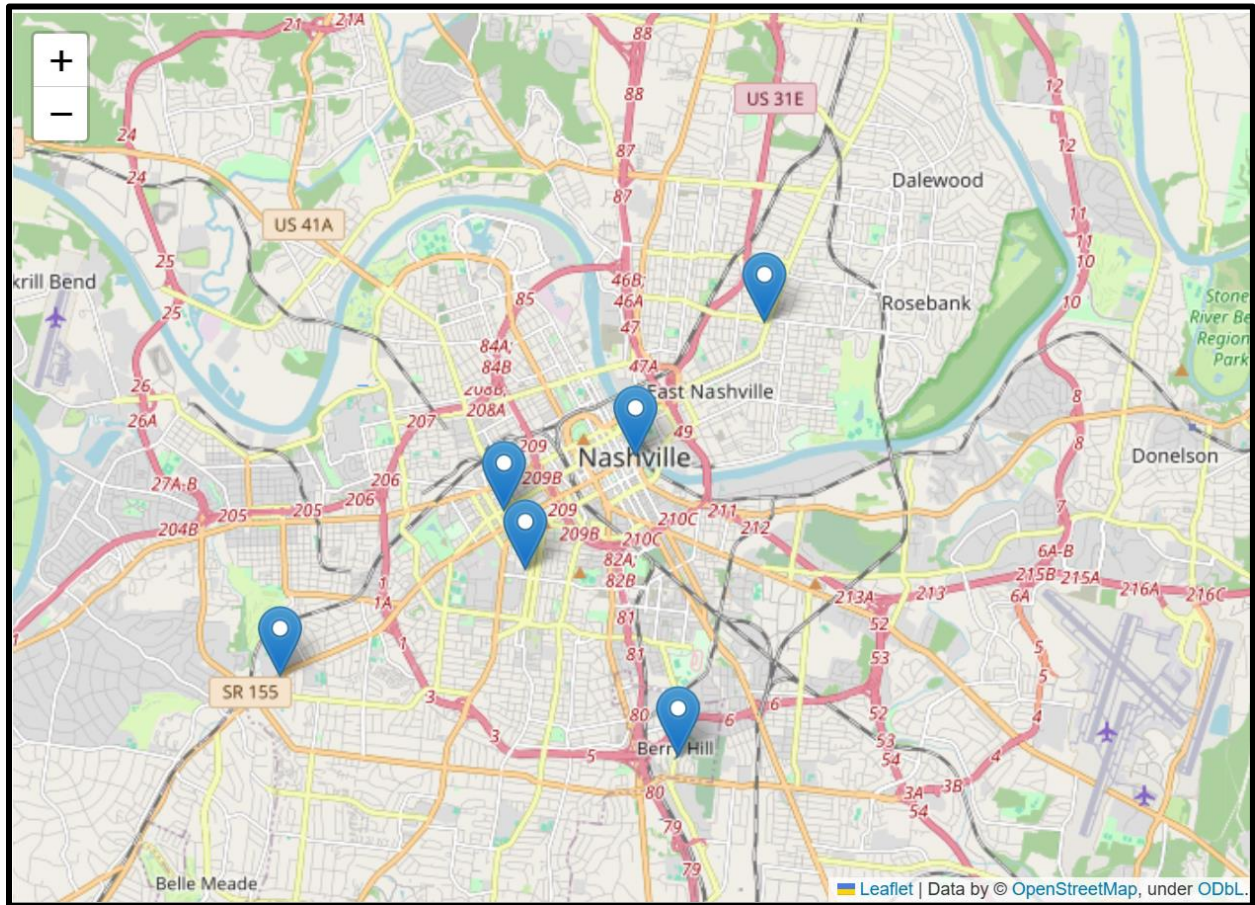 +
−
21
21A
88
88
US 31E
12
12
24
24
87
87
Dalewood
US 41A
11
11
10
krill Bend
25
25
85
46B;
46A
47
10
Rosebank
Stone
River Be
Region
Park
84A;
84B
47A
26
26A
208B;
208A
207
East Nashville
49
8
8
209
Nashville
209B
Donelson
27A-B
206
206
205
205
204B
209
209B
210C
210C
211
212
7
82A;
82B
6A-B
215B
215A
216A
216C
6A
213A
213
1
1A
1
1
81
81
52
53
5
5
SR 155
3
3
5
80
80
6
6
52
53
54
4
4
Berry Hill
3A
3B
54
79
79
Belle Meade
Leaflet | Data by © OpenStreetMap, under ODbL.